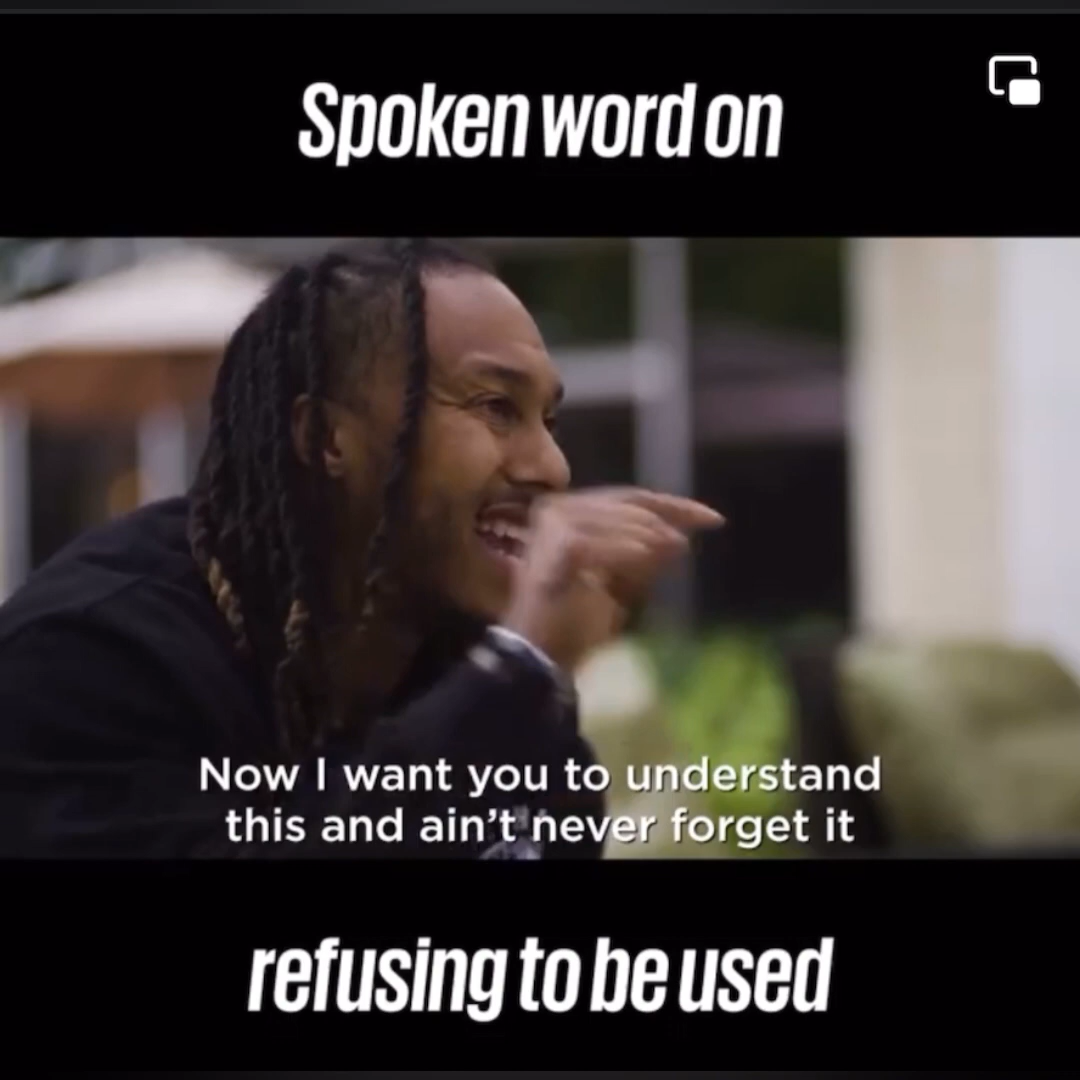 Spoken word on
Now I want you to understand
this and ain't never forget it
refusing to be used